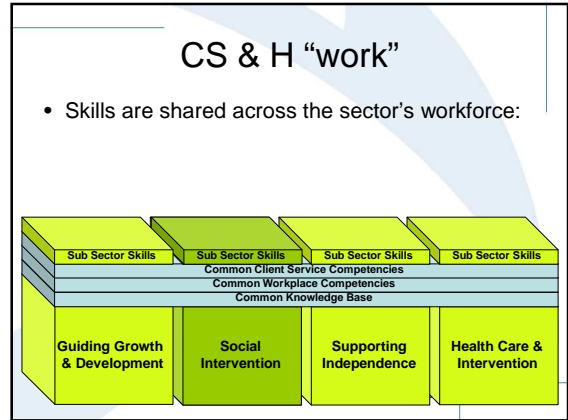 CS & H “work”
• Skills are shared across the sector’s workforce:
Sub Sector Skills Sub Sector Skills Sub Sector Skills Sub Sector Skills
Common Client Service Competencies
Common Workplace Competencies
Common Knowledge Base
Guiding Growth
& Development
Social
Intervention
Supporting
Independence
Health Care &
Intervention